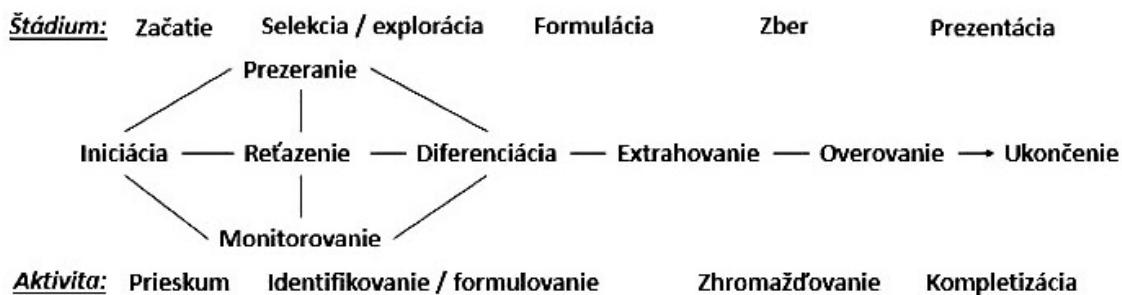 Štádium: Začatie Selekcia / explorácia Formulácia Zber Prezentácia
Prezeranie
Iniciácia Reťazenie Diferenciácia Extrahovanie Overovanie Ukončenie
Monitorovanie
Aktivita: Prieskum Identifikovanie / formulovanie Zhromažďovanie Kompletizácia